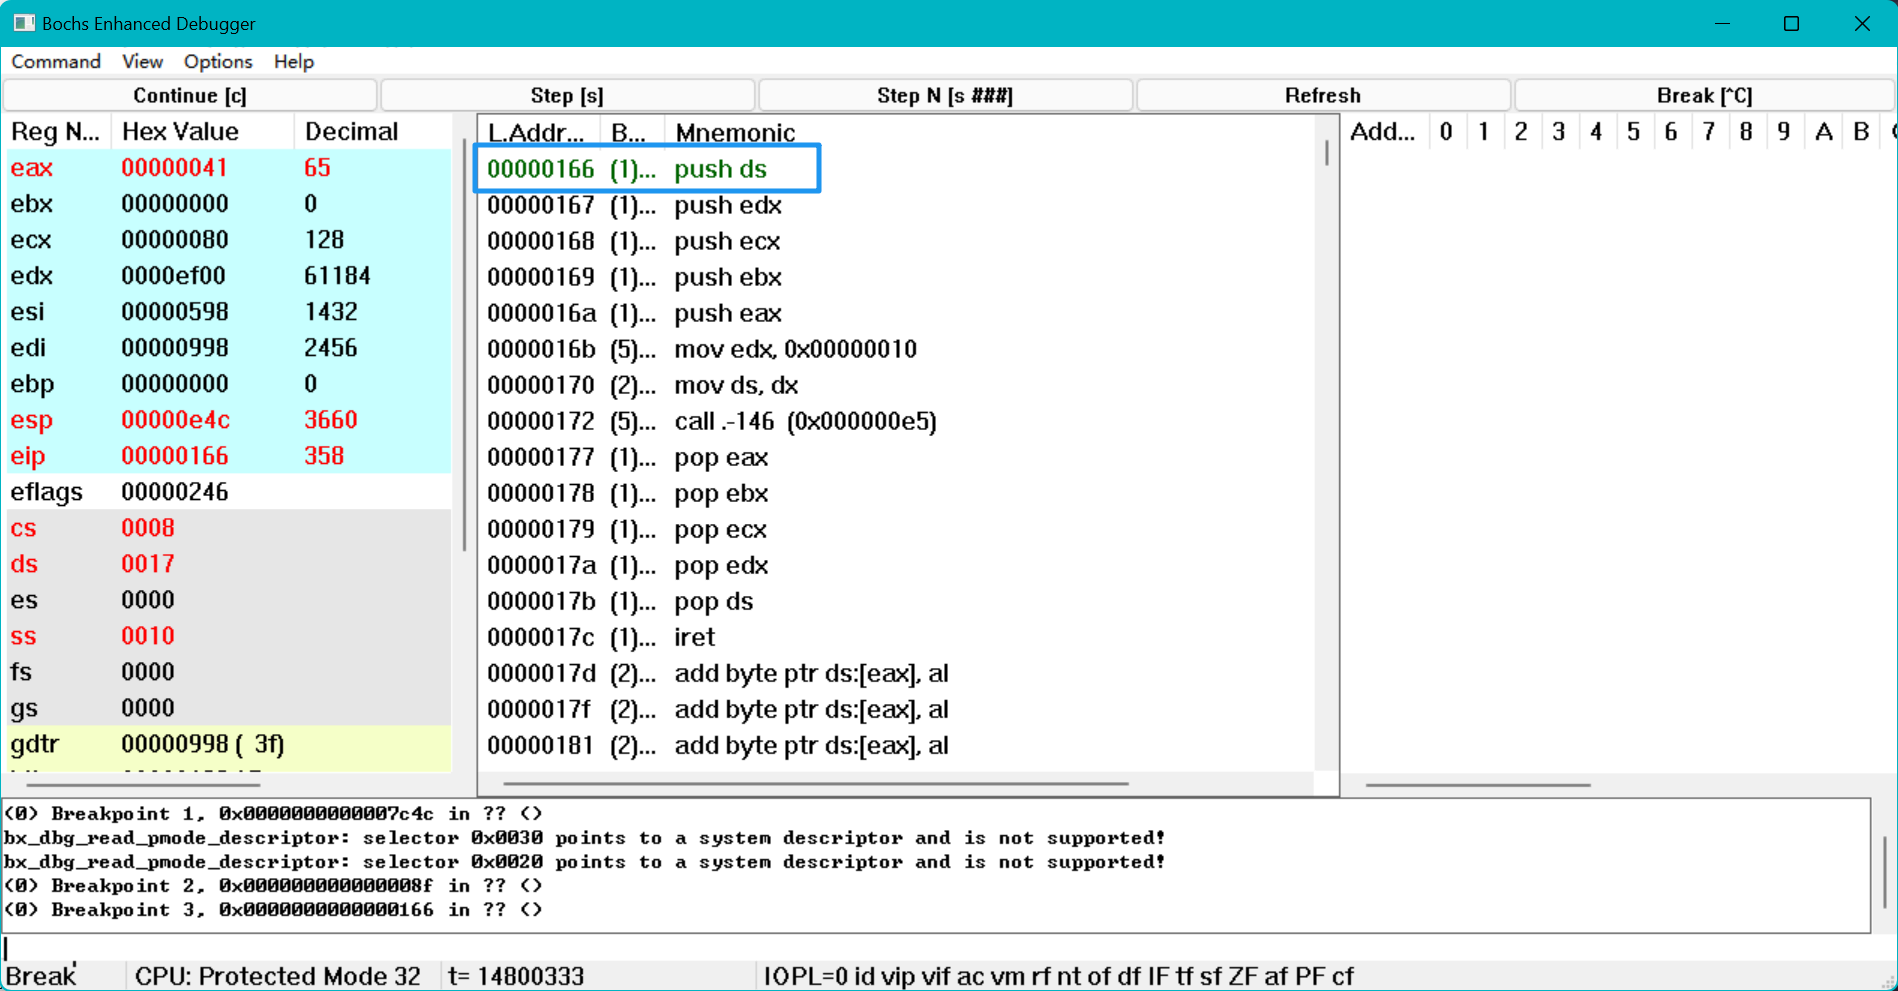 Bochs Enhanced Debugger
Command View Options Help
Continue [c] Step [s] Step N [s ###] Refresh Break [^C]
Reg N... Hex Value Decimal
eax 00000041 65
ebx 00000000 0
ecx 00000080 128
edx 0000ef00 61184
esi 00000598 1432
edi 00000998 2456
ebp 00000000 0
esp 00000e4c 3660
eip 00000166 358
eflags 00000246
cs 0008
ds 0017
es 0000
ss 0010
fs 0000
gs 0000
gdtr 00000998 ( 3f)
L.Addr... B... Mnemonic
00000166 (1)... push ds
00000167 (1)... push edx
00000168 (1)... push ecx
00000169 (1)... push ebx
0000016a (1)... push eax
0000016b (5)... mov edx, 0x00000010
00000170 (2)... mov ds, dx
00000172 (5)... call .-146 (0x000000e5)
00000177 (1)... pop eax
00000178 (1)... pop ebx
00000179 (1)... pop ecx
0000017a (1)... pop edx
0000017b (1)... pop ds
0000017c (1)... iret
0000017d (2)... add byte ptr ds:[eax], al
0000017f (2)... add byte ptr ds:[eax], al
00000181 (2)... add byte ptr ds:[eax], al
Add... 0 1 2 3 4 5 6 7 8 9 A B
(0) Breakpoint 1, 0x0000000000007c4c in ?? ()
bx_dbg_read_pmode_descriptor: selector 0x0030 points to a system descriptor and is not supported!
bx_dbg_read_pmode_descriptor: selector 0x0020 points to a system descriptor and is not supported!
(0) Breakpoint 2, 0x000000000000008f in ?? ()
(0) Breakpoint 3, 0x0000000000000166 in ?? ()
Break CPU: Protected Mode 32 t= 14800333 IOPL=0 id vip vif ac vm rf nt of df IF tf sf ZF af PF cf